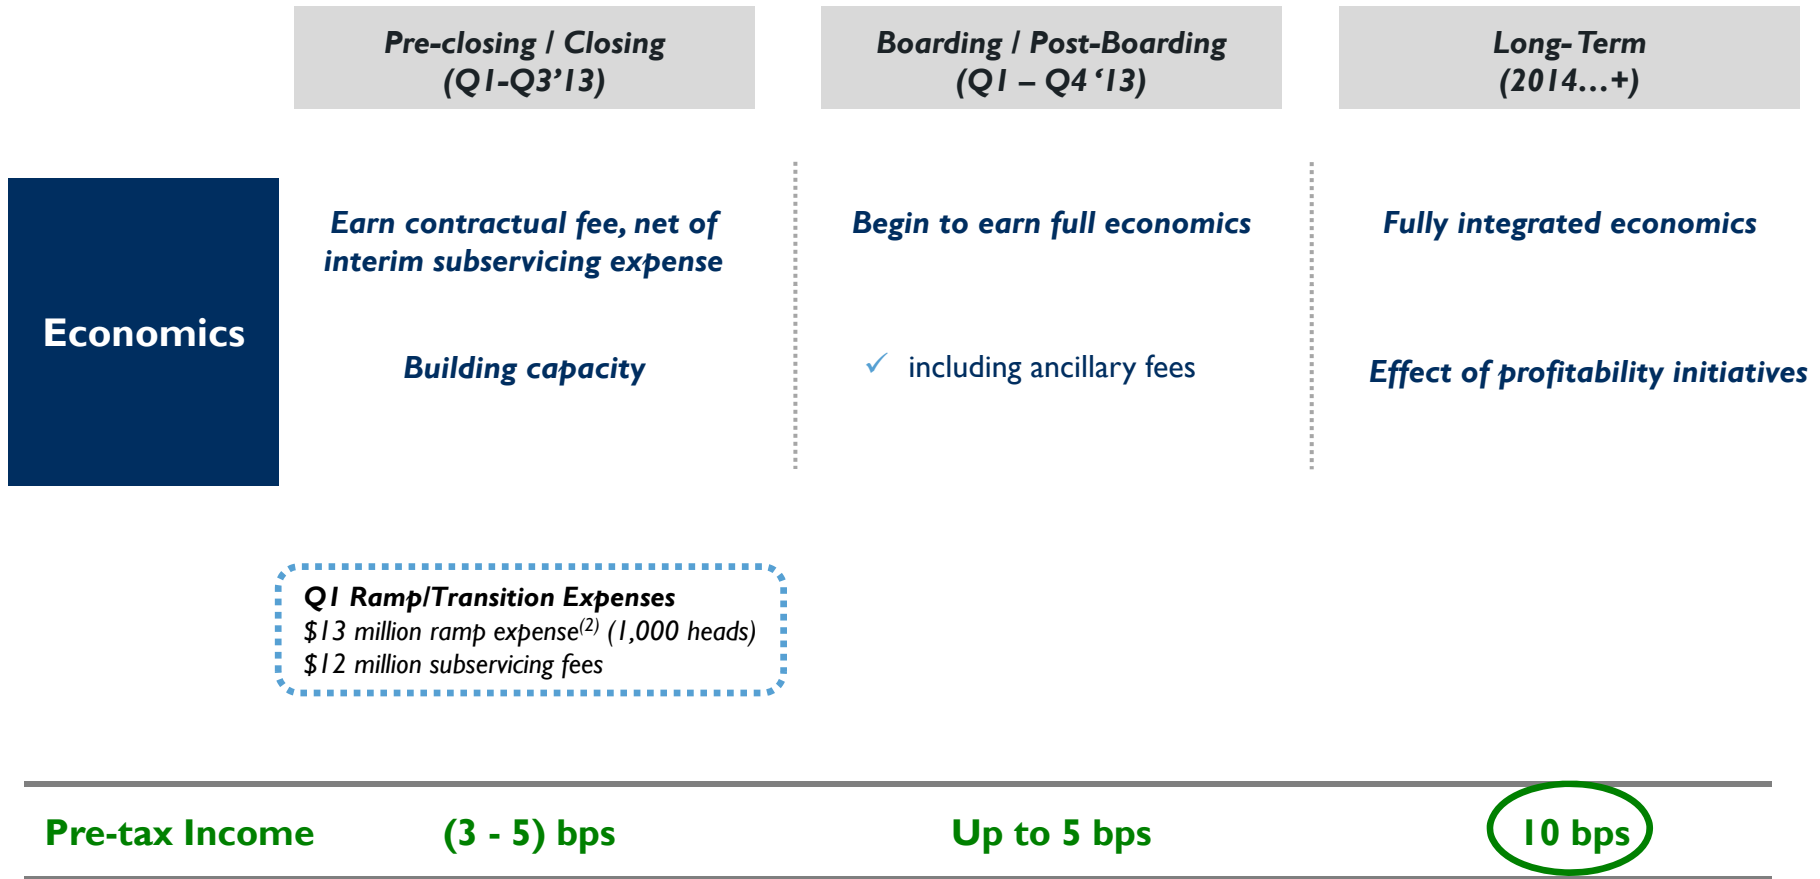 Pre-closing / Closing
(Q1-Q3’13)
Boarding / Post-Boarding
(Q1 – Q4 ‘13)
Long-Term
(2014…+)
Economics
Earn contractual fee, net of
interim subservicing expense
Building capacity
Begin to earn full economics
✓ including ancillary fees
Fully integrated economics
Effect of profitability initiatives
Q1 Ramp/Transition Expenses
$13 million ramp expense(2) (1,000 heads)
$12 million subservicing fees
Pre-tax Income (3 - 5) bps Up to 5 bps 10 bps